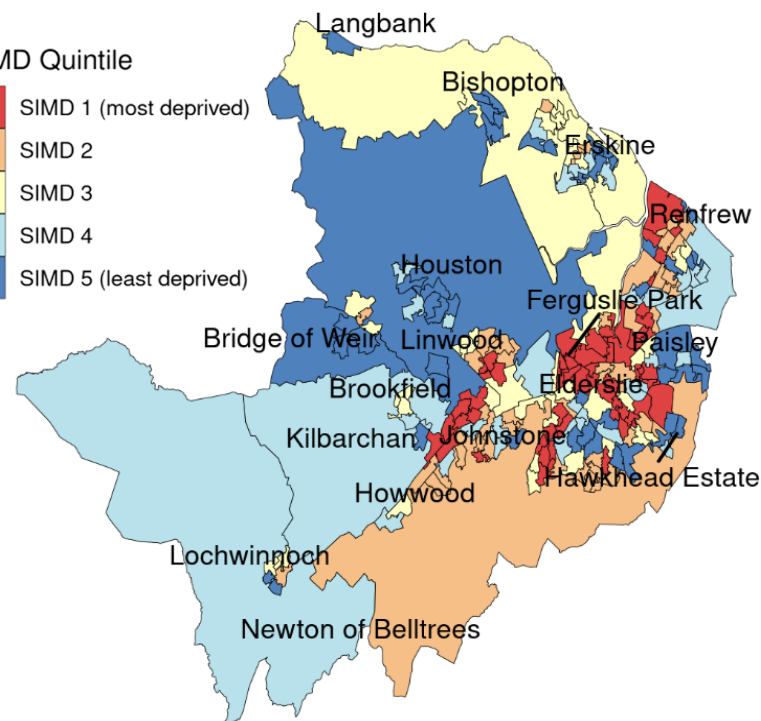 Langbank
MD Quintile
Bishopton
SIMD 1 (most deprived)
SIMD 2
Erskine
SIMD 3
Renfrew
SIMD 4
Houston
SIMD 5 (least deprived)
Ferguslie Park
Bridge of Weir
Linwood
Paisley
Brookfield
Elderslie
Kilbarchan
Johnstone
Hawkhead Estate
Howwood
Lochwinnoch
Newton of Belltrees